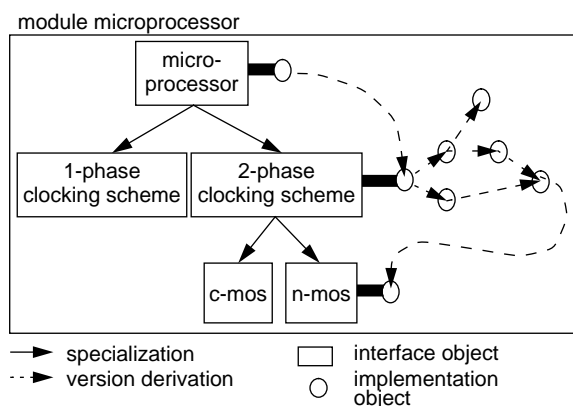 module microprocessor
micro-
processor
1-phase
clocking scheme
2-phase
clocking scheme
c-mos
n-mos
specialization
version derivation
interface object
implementation
object